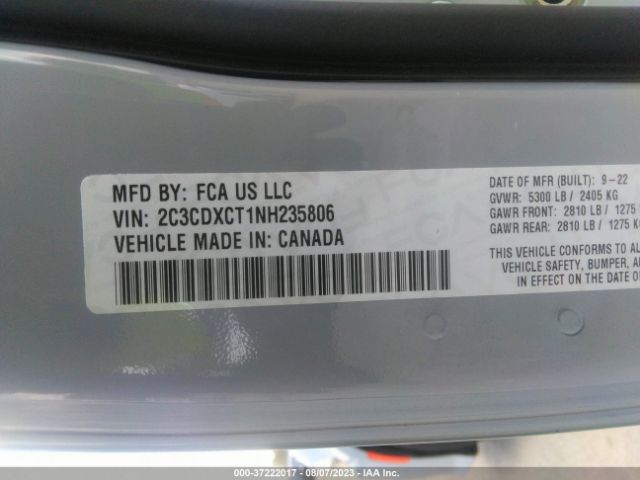 MFD BY: FCA US LLC
VIN: 2C3CDXCT1NH235806
VEHICLE MADE IN: CANADA
DATE OF MFR (BUILT): 9-22
GVWR: 5300 LB / 2405 KG
GAWR FRONT: 2810 LB / 1275
GAWR REAR: 2810 LB / 1275 K
THIS VEHICLE CONFORMS TO AL
VEHICLE SAFETY, BUMPER, A
IN EFFECT ON THE DATE O
000-37222017 - 08/07/2023 - IAA Inc.